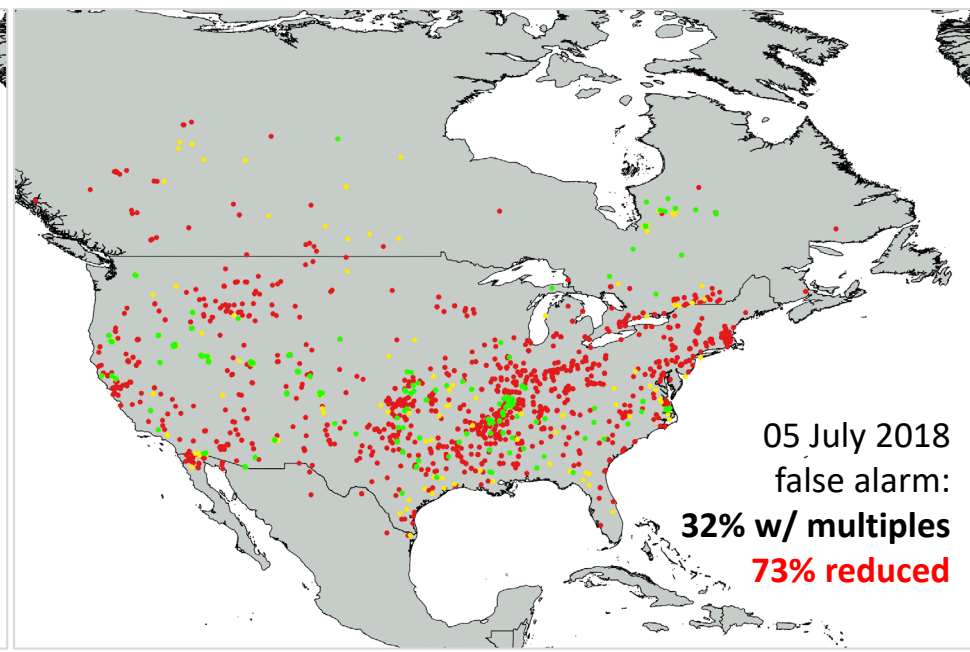 05 July 2018
false alarm:
32% w/ multiples
73% reduced